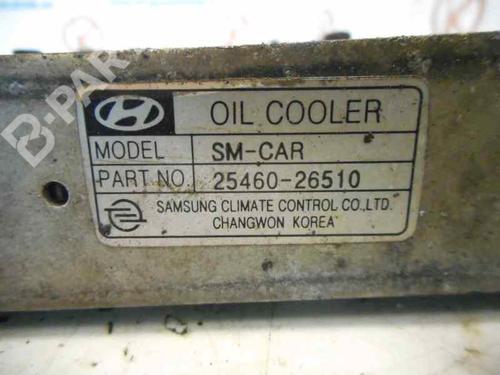 B-PARTS
OIL COOLER
MODEL SM-CAR
PART NO. 25460-26510
SAMSUNG CLIMATE CONTROL CO.,LTD.
CHANGWON KOREA